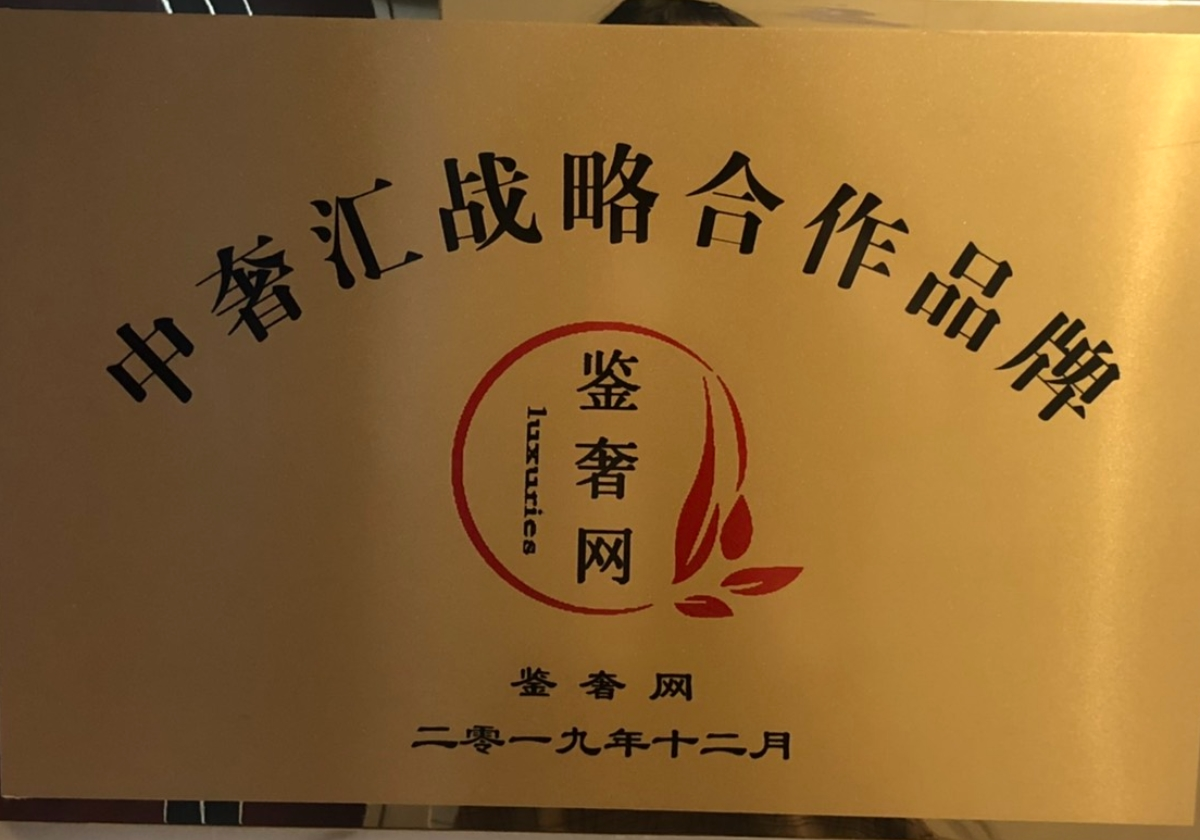 中奢汇战略合作品牌
鉴奢网
luxuries
鉴奢网
二零一九年十二月